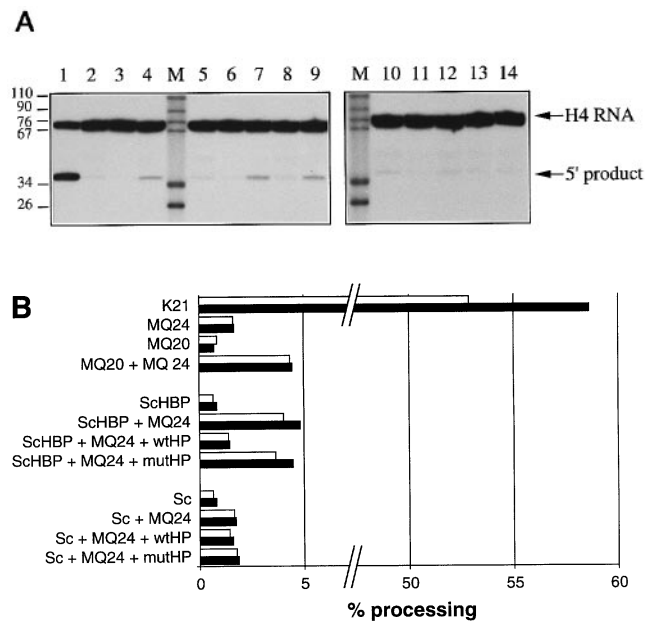 A
1 2 3 4 M 5 6 7 8 9 M 10 11 12 13 14
110
90
76
67
34
26
H4 RNA
5' product
B
K21
MQ24
MQ20
MQ20 + MQ 24
ScHBP
ScHBP + MQ24
ScHBP + MQ24 + wtHP
ScHBP + MQ24 + mutHP
Sc
Sc + MQ24
Sc + MQ24 + wtHP
Sc + MQ24 + mutHP
0 5 50 55 60
% processing